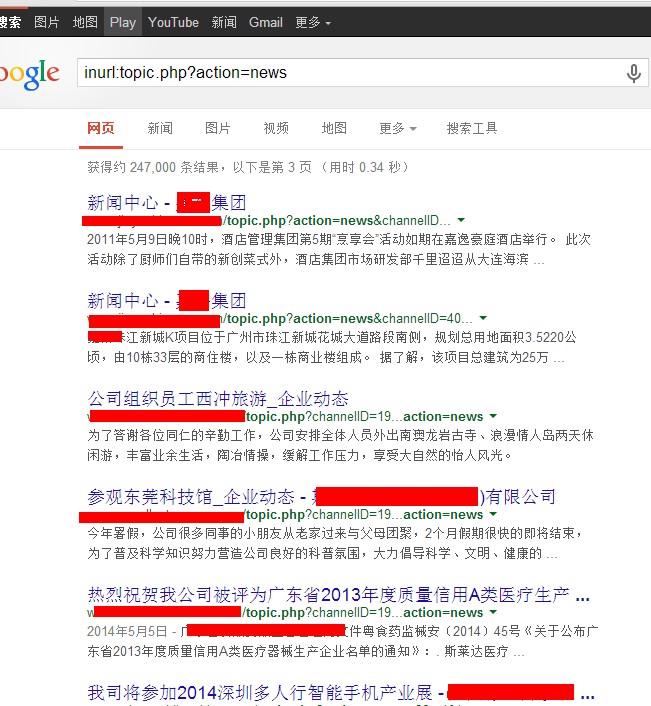 搜索 图片 地图 Play YouTube 新闻 Gmail 更多
oogle inurl:topic.php?action=news
网页 新闻 图片 视频 地图 更多 搜索工具
获得约 247,000 条结果，以下是第 3 页 （用时 0.34 秒）
新闻中心 - 集团
/topic.php?action=news&channelID...
2011年5月9日晚10时，酒店管理集团第5期“烹享会”活动如期在嘉逸豪庭酒店举行。 此次
活动除了厨师们自带的新创菜式外，酒店集团市场研发部千里迢迢从大连海滨 ...
新闻中心 - 集团
/topic.php?action=news&channelID=40...
珠江新城K项目位于广州市珠江新城花城大道路段南侧，规划总用地面积3.5220公
顷，由10栋33层的商住楼，以及一栋商业楼组成。 据了解，该项目总建筑为25万 ...
公司组织员工西冲旅游_企业动态
/topic.php?channelID=19...action=news
为了答谢各位同仁的辛勤工作，公司安排全体人员外出南澳龙岩古寺、浪漫情人岛两天休
闲游，丰富业余生活，陶冶情操，缓解工作压力，享受大自然的怡人风光。
参观东莞科技馆_企业动态 - )有限公司
/topic.php?channelID=19...action=news
今年暑假，公司很多同事的小朋友从老家过来与父母团聚，2个月假期很快的即将结束，
为了普及科学知识努力营造公司良好的科普氛围，大力倡导科学、文明、健康的 ...
热烈祝贺我公司被评为广东省2013年度质量信用A类医疗生产 ...
/topic.php?channelID=19...action=news
2014年5月5日 - 文件粤食药监械安（2014）45号《关于公布广
东省2013年度质量信用A类医疗器械生产企业名单的通知》: . 斯莱达医疗 ...
我司将参加2014深圳多人行智能手机产业展 - ...